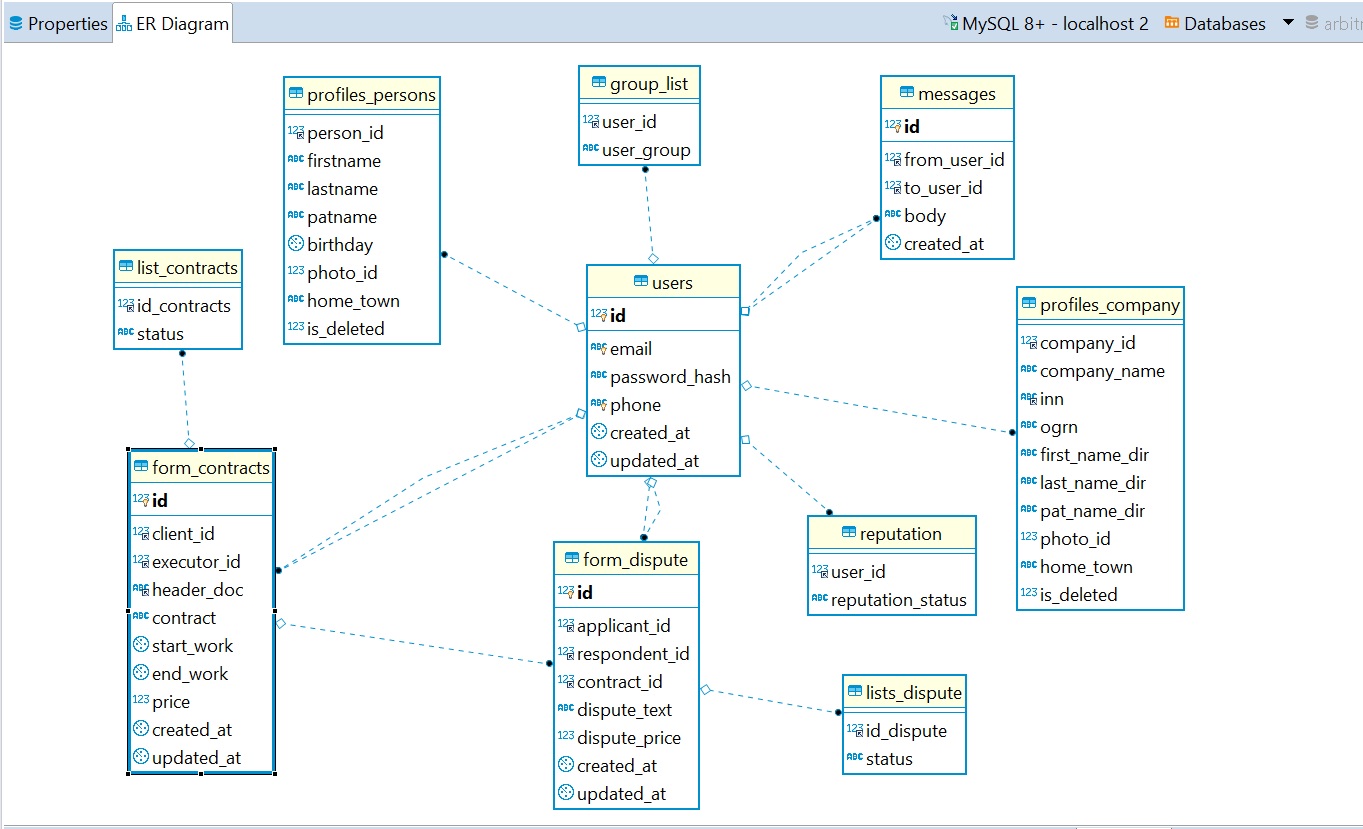 Properties
ER Diagram
MySQL 8+ - localhost 2
Databases
arbitr
profiles_persons
person_id
firstname
lastname
patname
birthday
photo_id
home_town
is_deleted
group_list
user_id
user_group
messages
id
from_user_id
to_user_id
body
created_at
list_contracts
id_contracts
status
users
id
email
password_hash
phone
created_at
updated_at
profiles_company
company_id
company_name
inn
ogrn
first_name_dir
last_name_dir
pat_name_dir
photo_id
home_town
is_deleted
form_contracts
id
client_id
executor_id
header_doc
contract
start_work
end_work
price
created_at
updated_at
form_dispute
id
applicant_id
respondent_id
contract_id
dispute_text
dispute_price
created_at
updated_at
reputation
user_id
reputation_status
lists_dispute
id_dispute
status